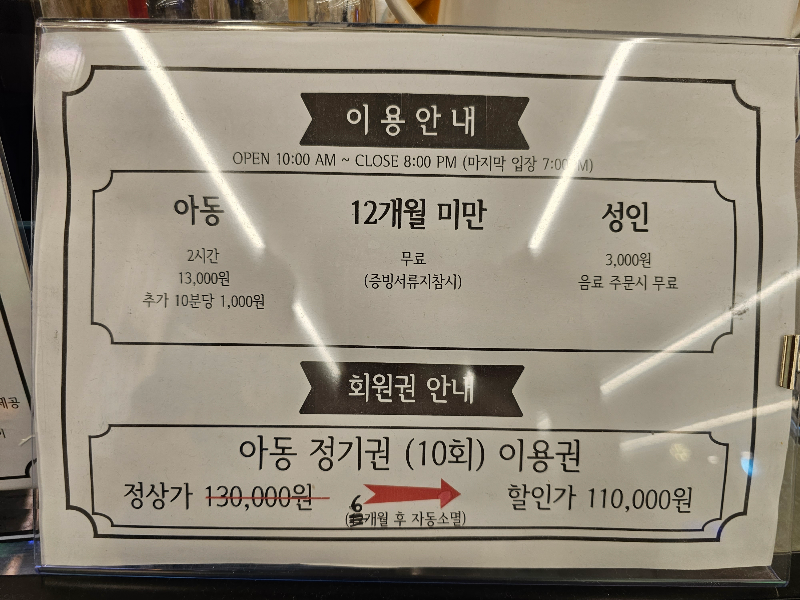 이용안내
OPEN 10:00 AM ~ CLOSE 8:00 PM (마지막 입장 7:00 PM)
아동
2시간
13,000원
추가 10분당 1,000원
12개월 미만
무료
(증빙서류지참시)
성인
3,000원
음료 주문시 무료
회원권 안내
아동 정기권 (10회) 이용권
정상가 130,000원
할인가 110,000원
(6개월 후 자동소멸)
제공